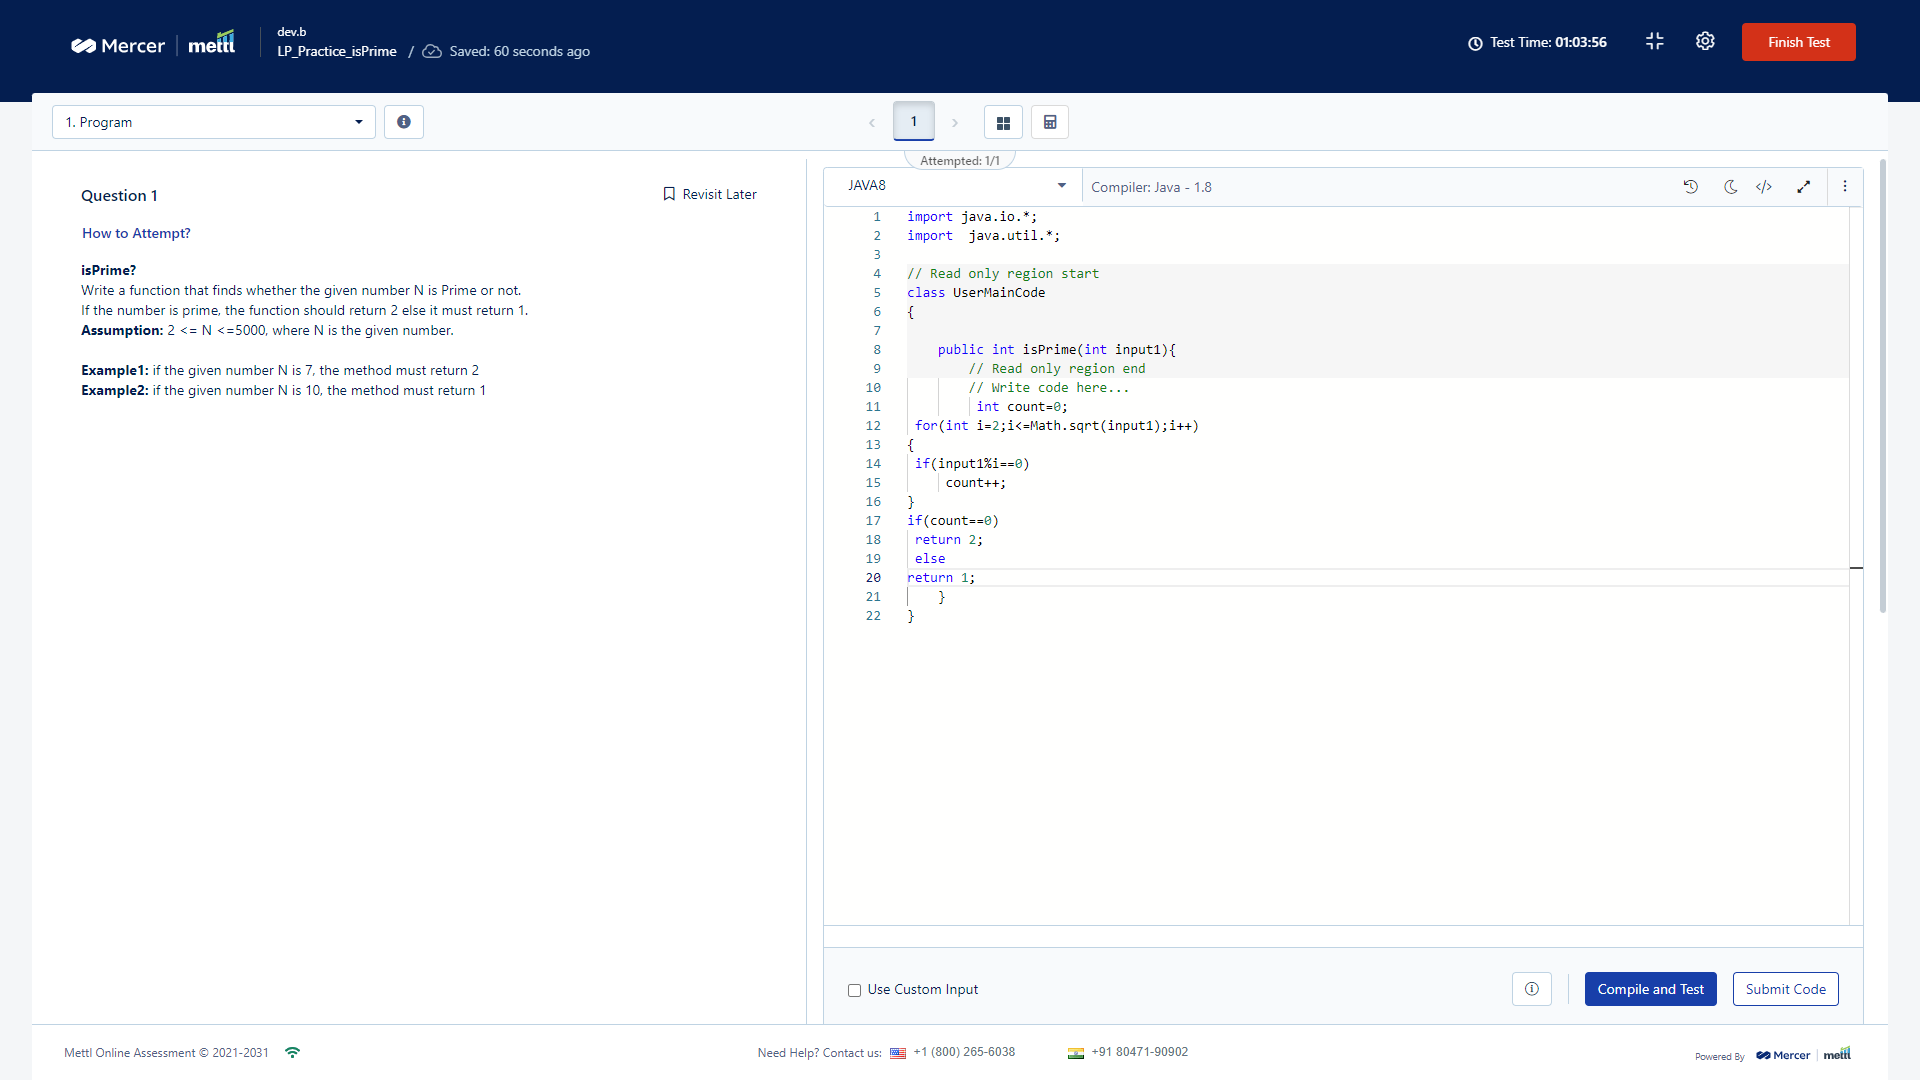 Mercer | mettl
dev.b
LP_Practice_isPrime / Saved: 60 seconds ago
Test Time: 01:03:56
Finish Test
1. Program
1
Attempted: 1/1
Question 1
Revisit Later
How to Attempt?
isPrime?
Write a function that finds whether the given number N is Prime or not.
If the number is prime, the function should return 2 else it must return 1.
Assumption: 2 <= N <=5000, where N is the given number.
Example1: if the given number N is 7, the method must return 2
Example2: if the given number N is 10, the method must return 1
JAVA8
Compiler: Java - 1.8
1 import java.io.*;
2 import  java.util.*;
3
4 // Read only region start
5 class UserMainCode
6 {
7
8     public int isPrime(int input1){
9         // Read only region end
10         // Write code here...
11          int count=0;
12  for(int i=2;i<=Math.sqrt(input1);i++)
13 {
14  if(input1%i==0)
15      count++;
16 }
17 if(count==0)
18  return 2;
19  else
20 return 1;
21     }
22 }
Use Custom Input
Compile and Test
Submit Code
Mettl Online Assessment © 2021-2031
Need Help? Contact us: +1 (800) 265-6038
+91 80471-90902
Powered By Mercer | mettl